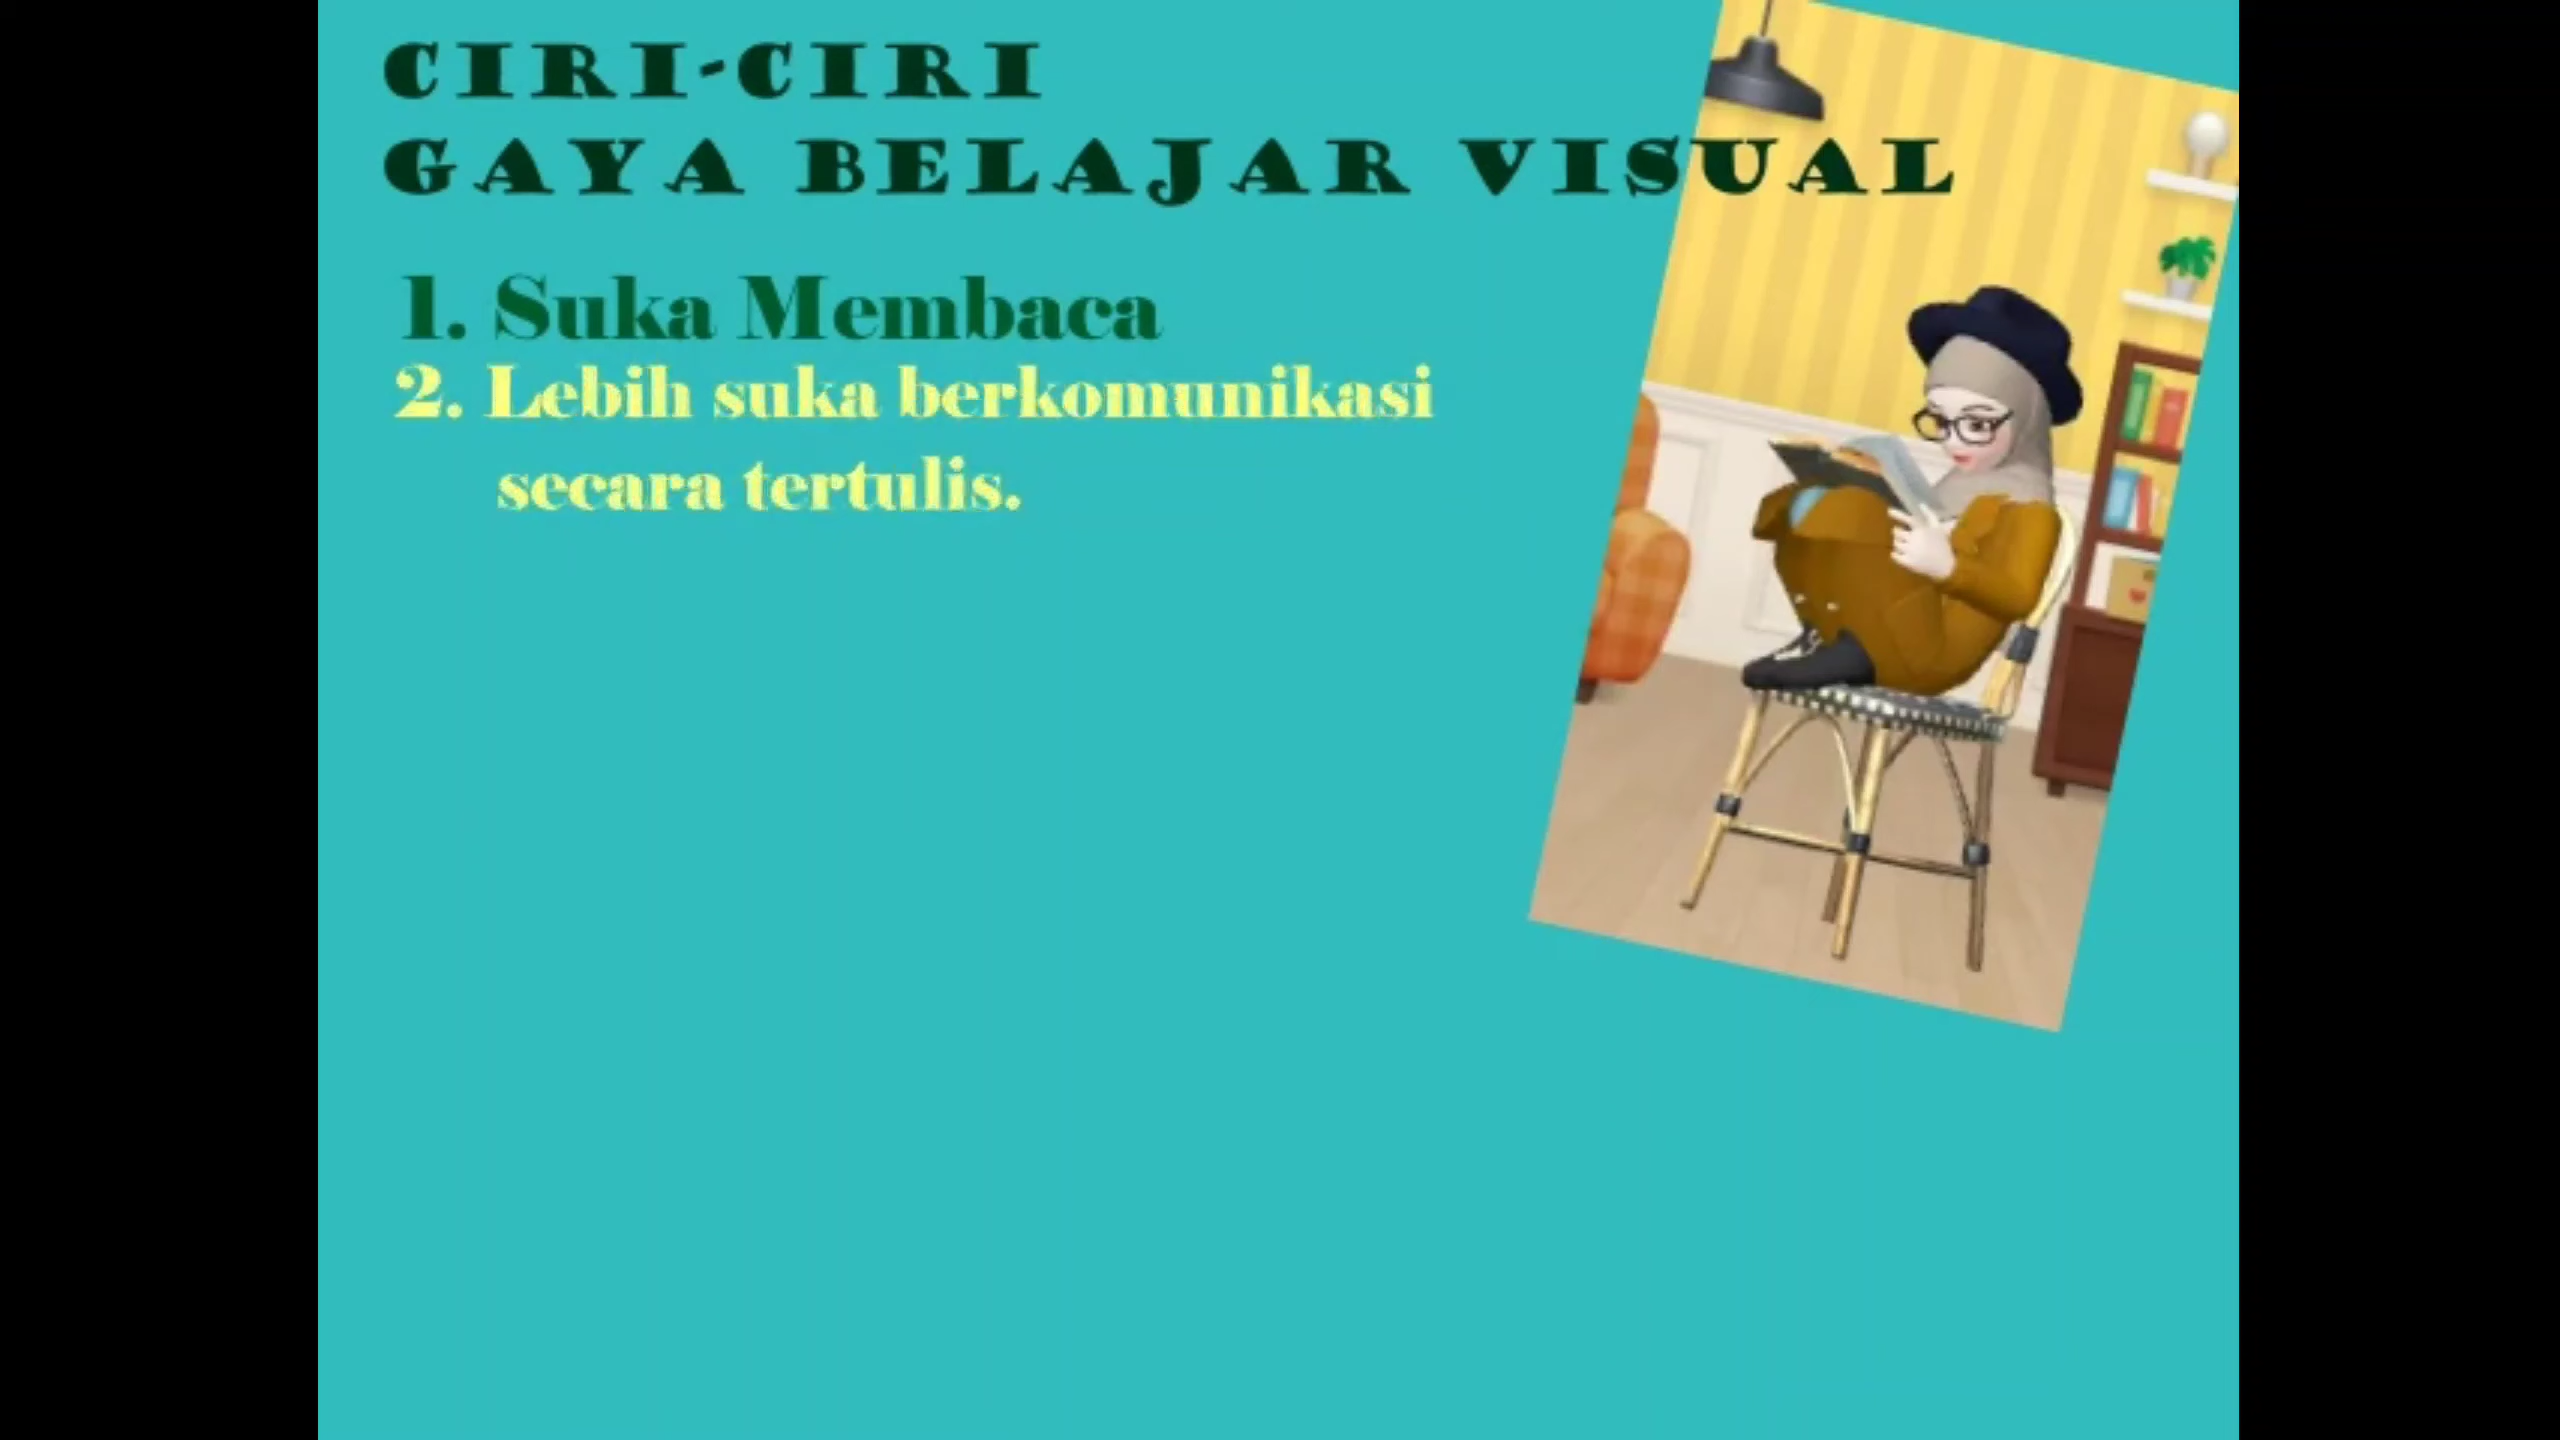 CIRI-CIRI
GAYA BELAJAR VISUAL
1. Suka Membaca
2. Lebih suka berkomunikasi
secara tertulis.